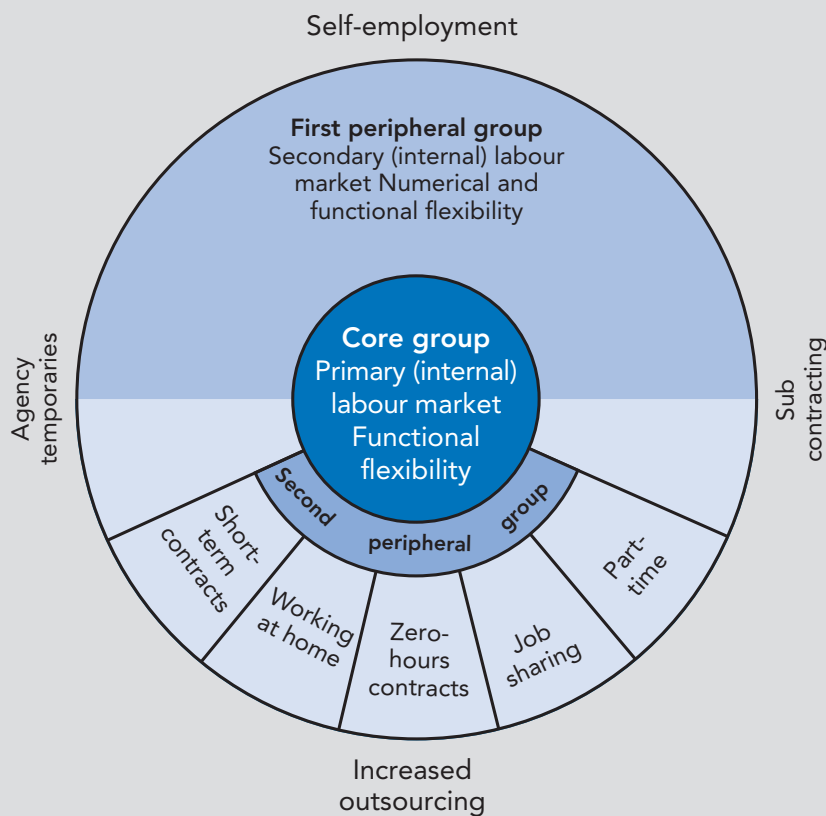 Self-employment
First peripheral group
Secondary (internal) labour
market Numerical and
functional flexibility
Agency
temporaries
Core group
Primary (internal)
labour market
Functional
flexibility
Sub
contracting
Second peripheral group
Short-
term
contracts
Working
at home
Zero-
hours
contracts
Job
sharing
Part-
time
Increased
outsourcing